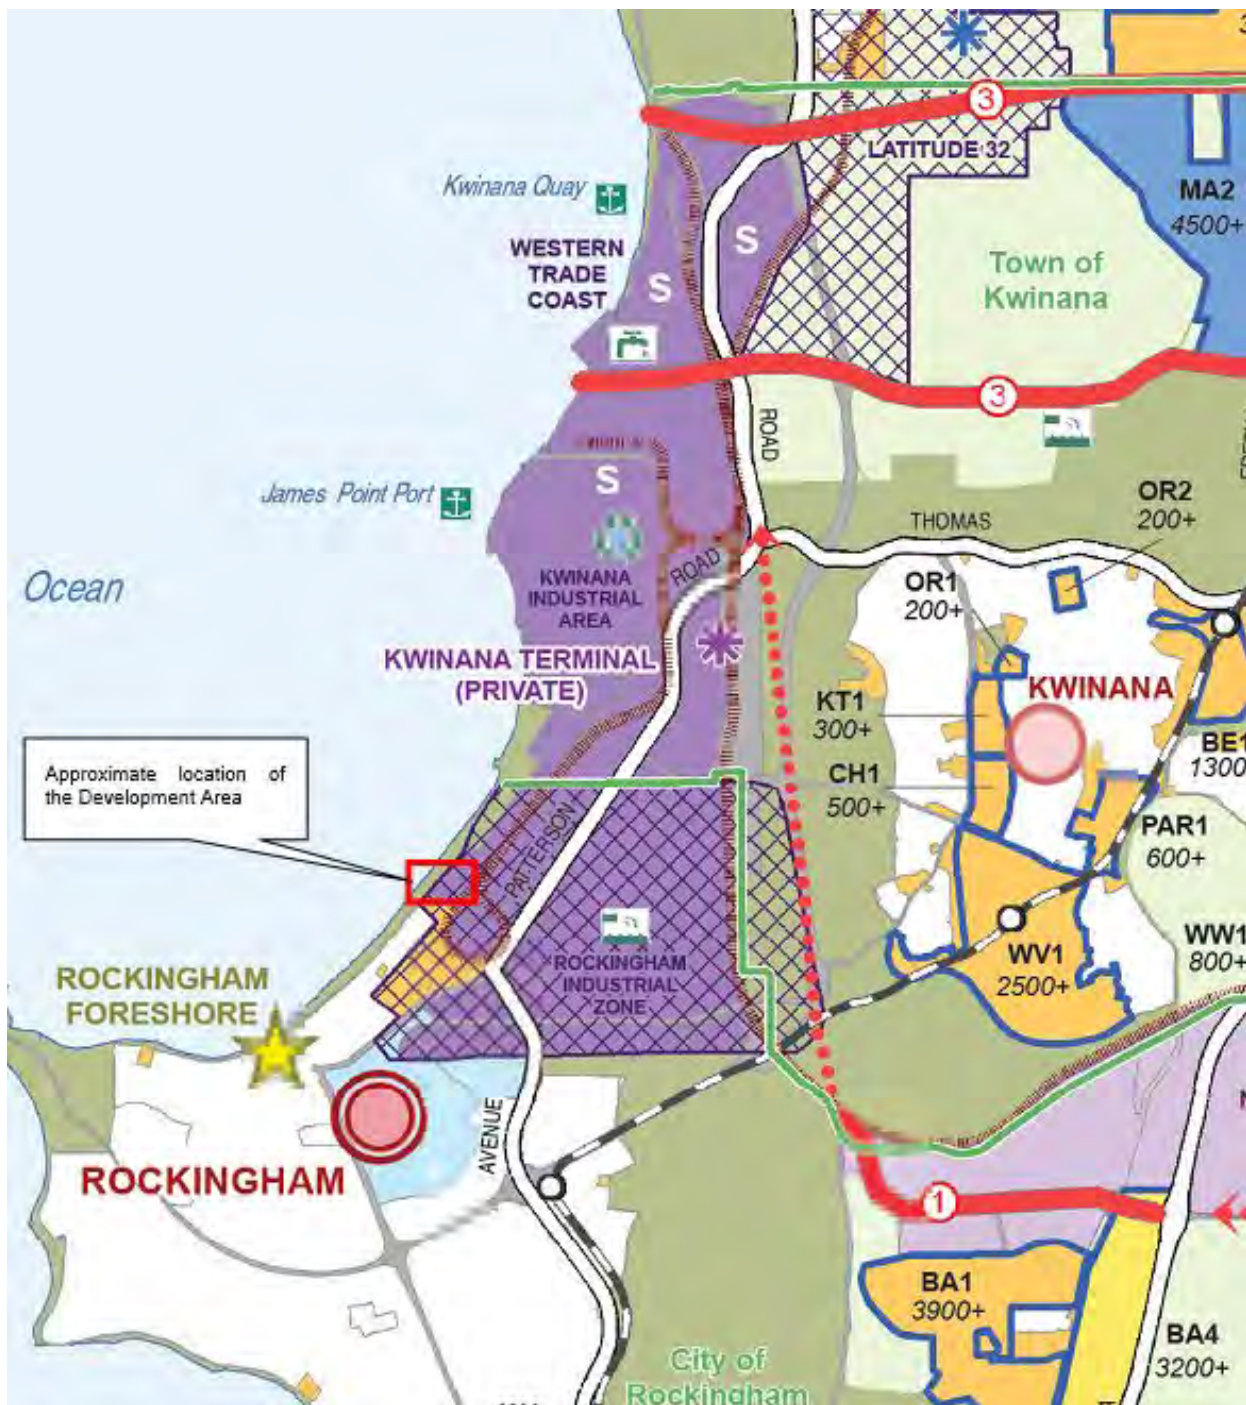 3
LATITUDE 32
Kwinana Quay
MA2
4500+
S
WESTERN
TRADE
COAST
S
Town of
Kwinana
3
ROAD
James Point Port
S
OR2
200+
THOMAS
Ocean
ROAD
KWINANA
INDUSTRIAL
AREA
OR1
200+
KWINANA TERMINAL
(PRIVATE)
KWINANA
KT1
300+
BE1
1300
Approximate location of
the Development Area
CH1
500+
PATTERSON
PAR1
600+
WV1
2500+
WW1
800+
ROCKINGHAM
INDUSTRIAL
ZONE
ROCKINGHAM
FORESHORE
AVENUE
ROCKINGHAM
1
BA1
3900+
BA4
3200+
City of
Rockingham